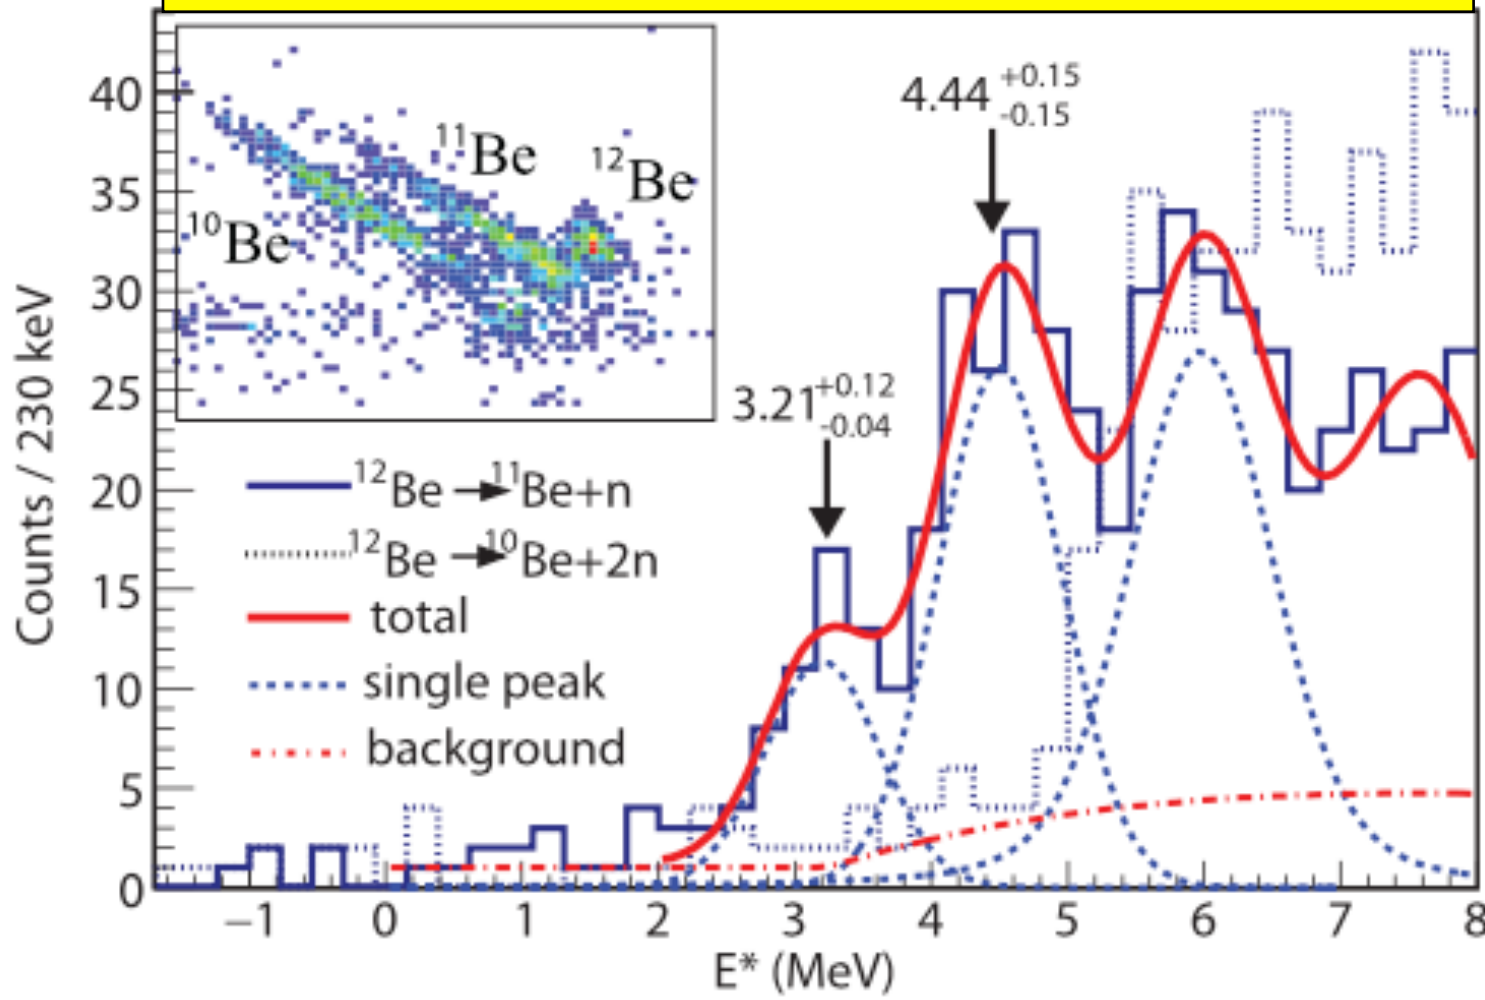 Counts / 230 keV
40
35
30
25
20
15
10
5
0
¹⁰Be
¹¹Be
¹²Be
4.44 +0.15 -0.15
3.21 +0.12 -0.04
¹²Be → ¹¹Be+n
¹²Be → ¹⁰Be+2n
total
single peak
background
−1 0 1 2 3 4 5 6 7 8
E* (MeV)